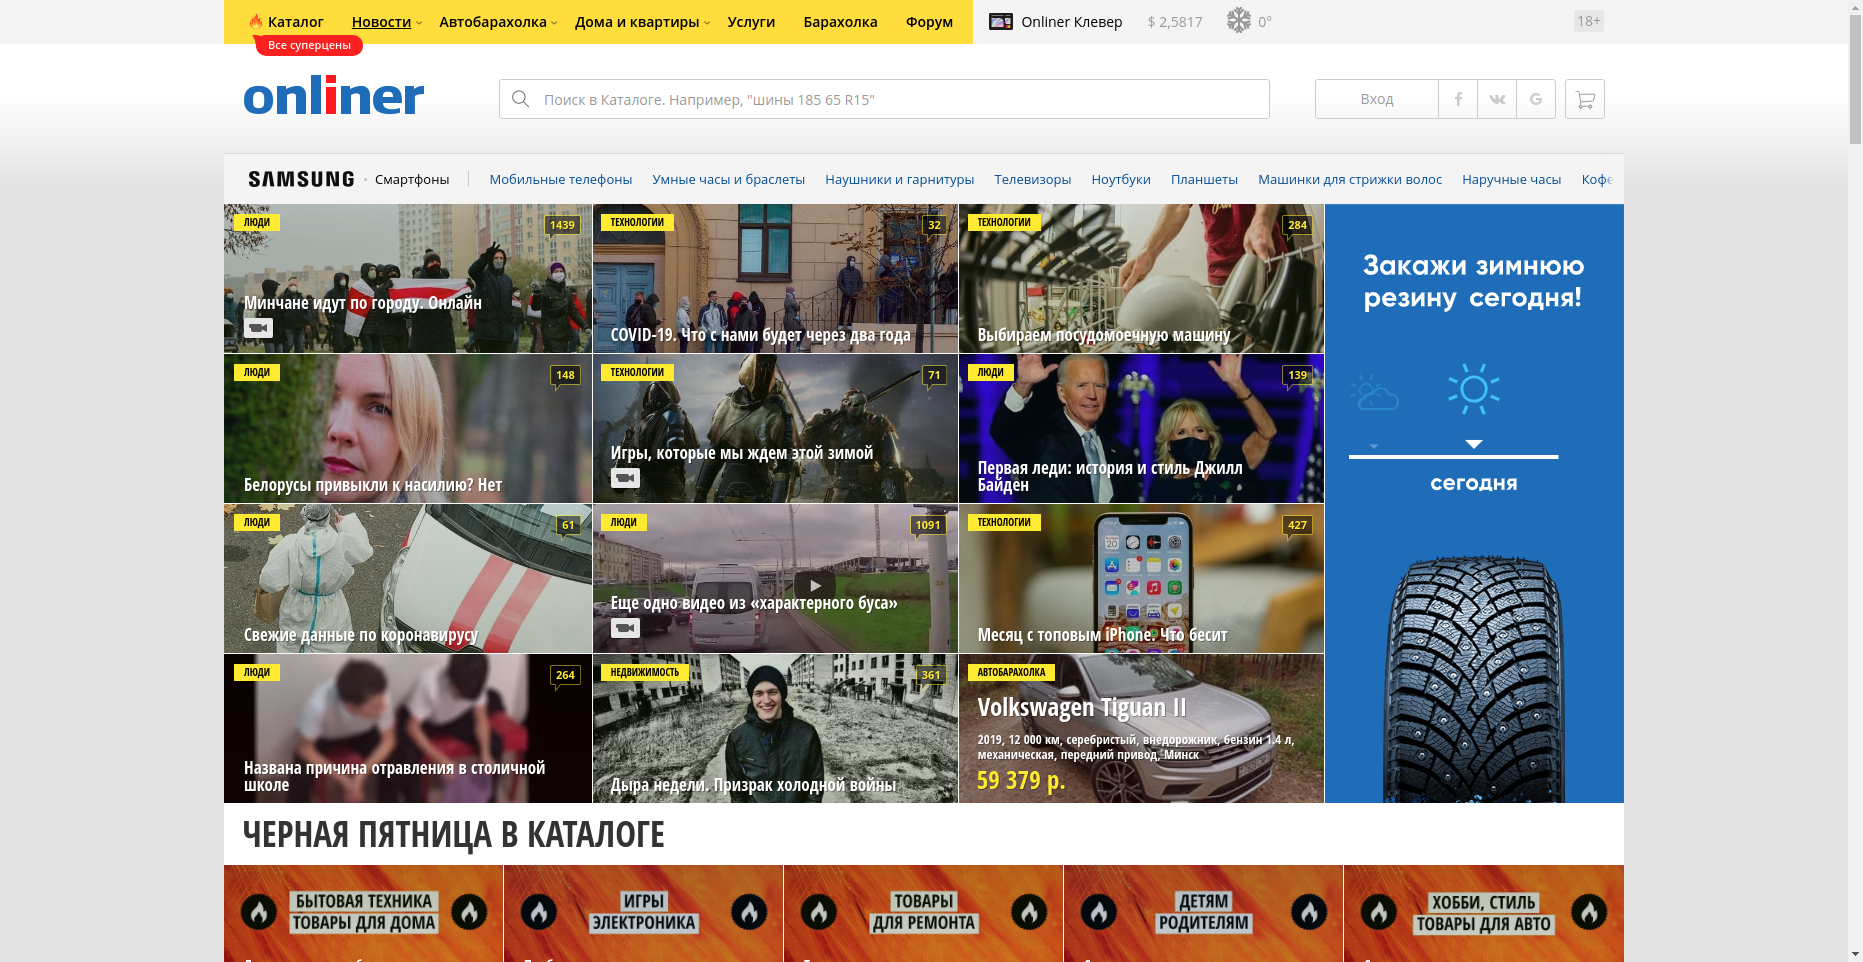 Каталог
Новости
Автобарахолка
Дома и квартиры
Услуги
Барахолка
Форум
Onliner Клевер
$ 2,5817
0°
18+
Все суперцены
onliner
Поиск в Каталоге. Например, "шины 185 65 R15"
Вход
SAMSUNG
Смартфоны
Мобильные телефоны
Умные часы и браслеты
Наушники и гарнитуры
Телевизоры
Ноутбуки
Планшеты
Машинки для стрижки волос
Наручные часы
Кофе
ЛЮДИ
1439
Минчане идут по городу. Онлайн
ТЕХНОЛОГИИ
32
COVID-19. Что с нами будет через два года
ТЕХНОЛОГИИ
284
Выбираем посудомоечную машину
Закажи зимнюю
резину сегодня!
сегодня
ЛЮДИ
148
Белорусы привыкли к насилию? Нет
ТЕХНОЛОГИИ
71
Игры, которые мы ждем этой зимой
ЛЮДИ
139
Первая леди: история и стиль Джилл
Байден
ЛЮДИ
61
Свежие данные по коронавирусу
ЛЮДИ
1091
Еще одно видео из «характерного буса»
ТЕХНОЛОГИИ
427
Месяц с топовым iPhone. Что бесит
ЛЮДИ
264
Названа причина отравления в столичной
школе
НЕДВИЖИМОСТЬ
361
Дыра недели. Призрак холодной войны
АВТОБАРАХОЛКА
Volkswagen Tiguan II
2019, 12 000 км, серебристый, внедорожник, бензин 1.4 л,
механическая, передний привод, Минск
59 379 р.
ЧЕРНАЯ ПЯТНИЦА В КАТАЛОГЕ
БЫТОВАЯ ТЕХНИКА
ТОВАРЫ ДЛЯ ДОМА
ИГРЫ
ЭЛЕКТРОНИКА
ТОВАРЫ
ДЛЯ РЕМОНТА
ДЕТЯМ
РОДИТЕЛЯМ
ХОББИ, СТИЛЬ
ТОВАРЫ ДЛЯ АВТО